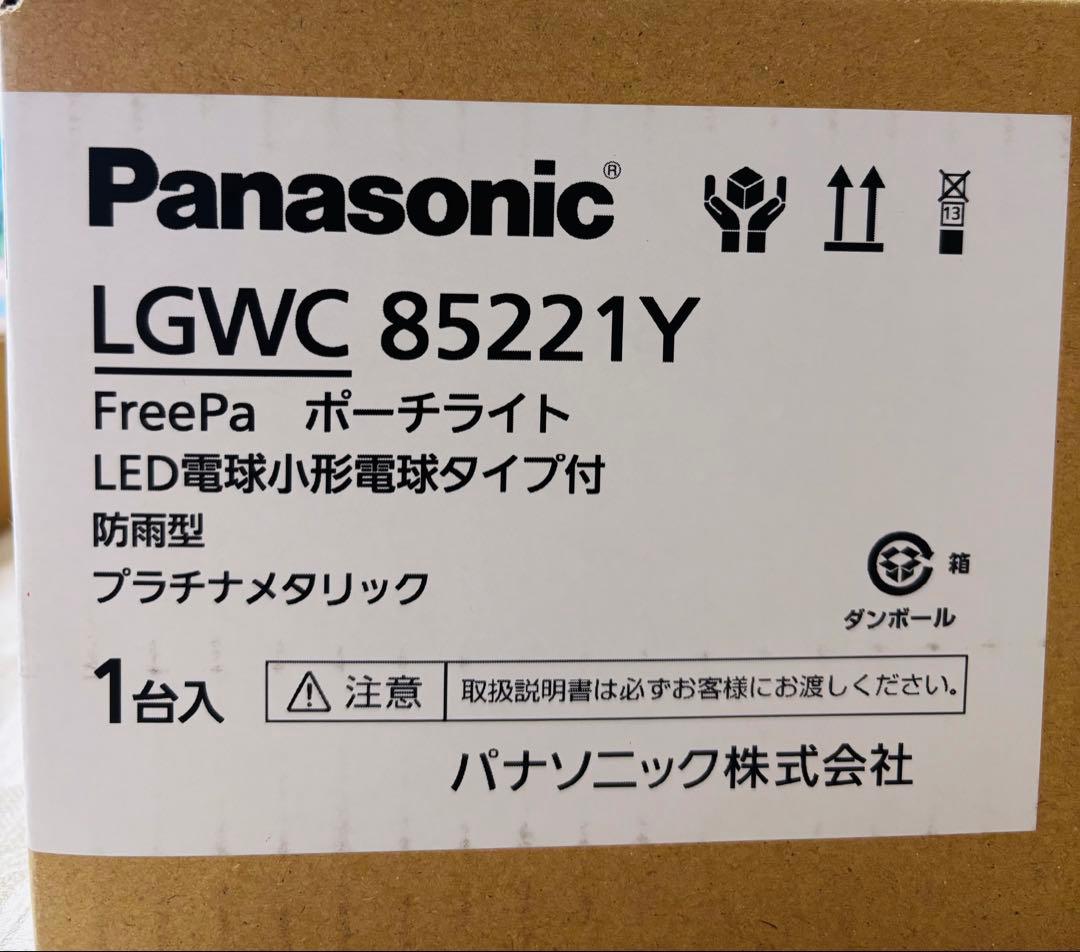 Panasonic®
LGWC 85221Y
FreePa ポーチライト
LED電球小形電球タイプ付
防雨型
プラチナメタリック
1台入
注意
取扱説明書は必ずお客様にお渡しください。
パナソニック株式会社
13
箱
ダンボール